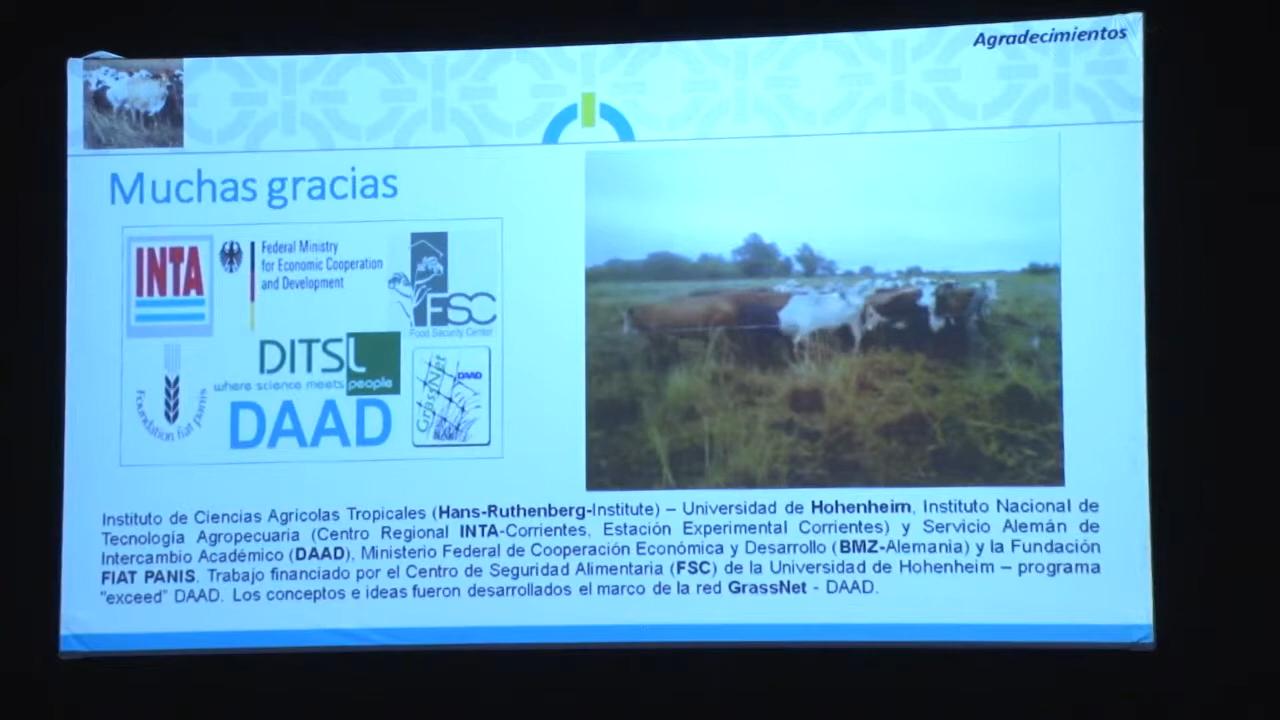 Agradecimientos
Muchas gracias
INTA
Federal Ministry
for Economic Cooperation
and Development
FSC
Food Security Center
DITSL
where science meets people
Foundation fiat panis
DAAD
GrassNet
DAAD
Instituto de Ciencias Agricolas Tropicales (Hans-Ruthenberg-Institute) – Universidad de Hohenheim, Instituto Nacional de
Tecnología Agropecuaria (Centro Regional INTA-Corrientes, Estación Experimental Corrientes) y Servicio Alemán de
Intercambio Académico (DAAD), Ministerio Federal de Cooperación Económica y Desarrollo (BMZ-Alemania) y la Fundación
FIAT PANIS. Trabajo financiado por el Centro de Seguridad Alimentaria (FSC) de la Universidad de Hohenheim – programa
"exceed" DAAD. Los conceptos e ideas fueron desarrollados el marco de la red GrassNet - DAAD.